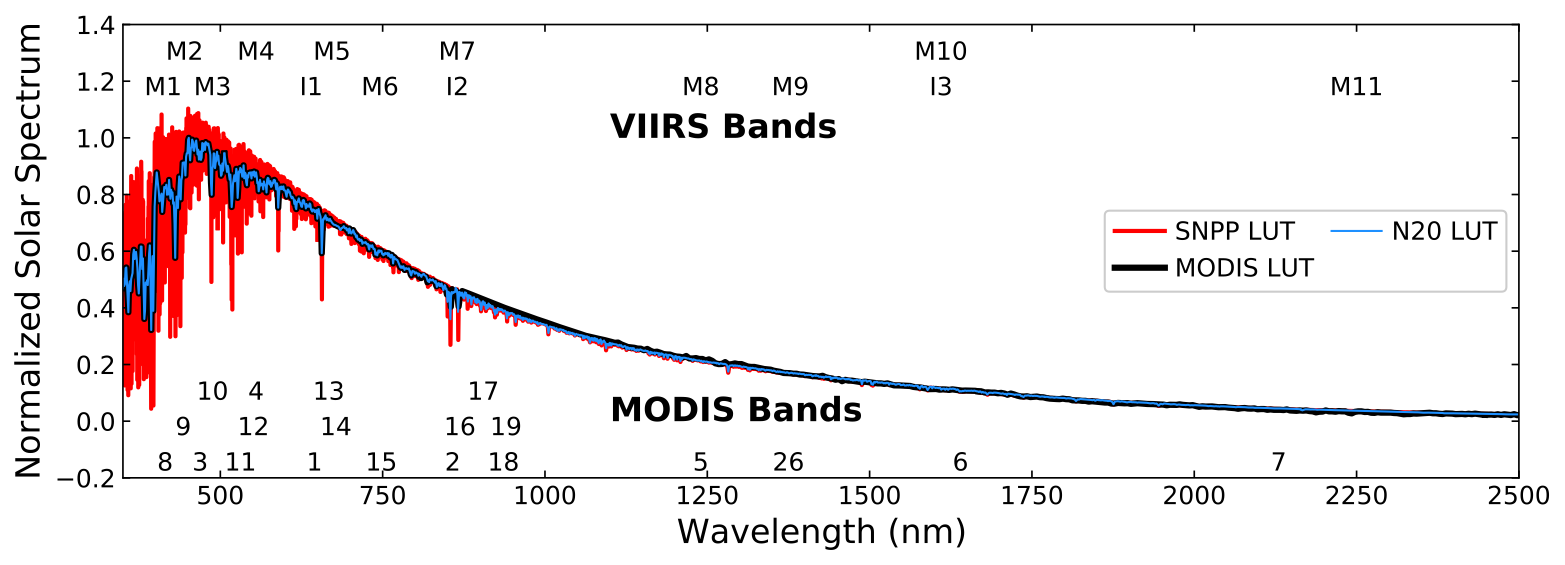 1.4
M2 M4 M5 M7 M10
1.2
M1 M3 I1 M6 I2 M8 M9 I3 M11
VIIRS Bands
1.0
0.8
0.6
0.4
0.2
0.0
−0.2
Normalized Solar Spectrum
SNPP LUT N20 LUT
MODIS LUT
10 4 13 17
MODIS Bands
9 12 14 16 19
8 3 11 1 15 2 18 5 26 6 7
500 750 1000 1250 1500 1750 2000 2250 2500
Wavelength (nm)